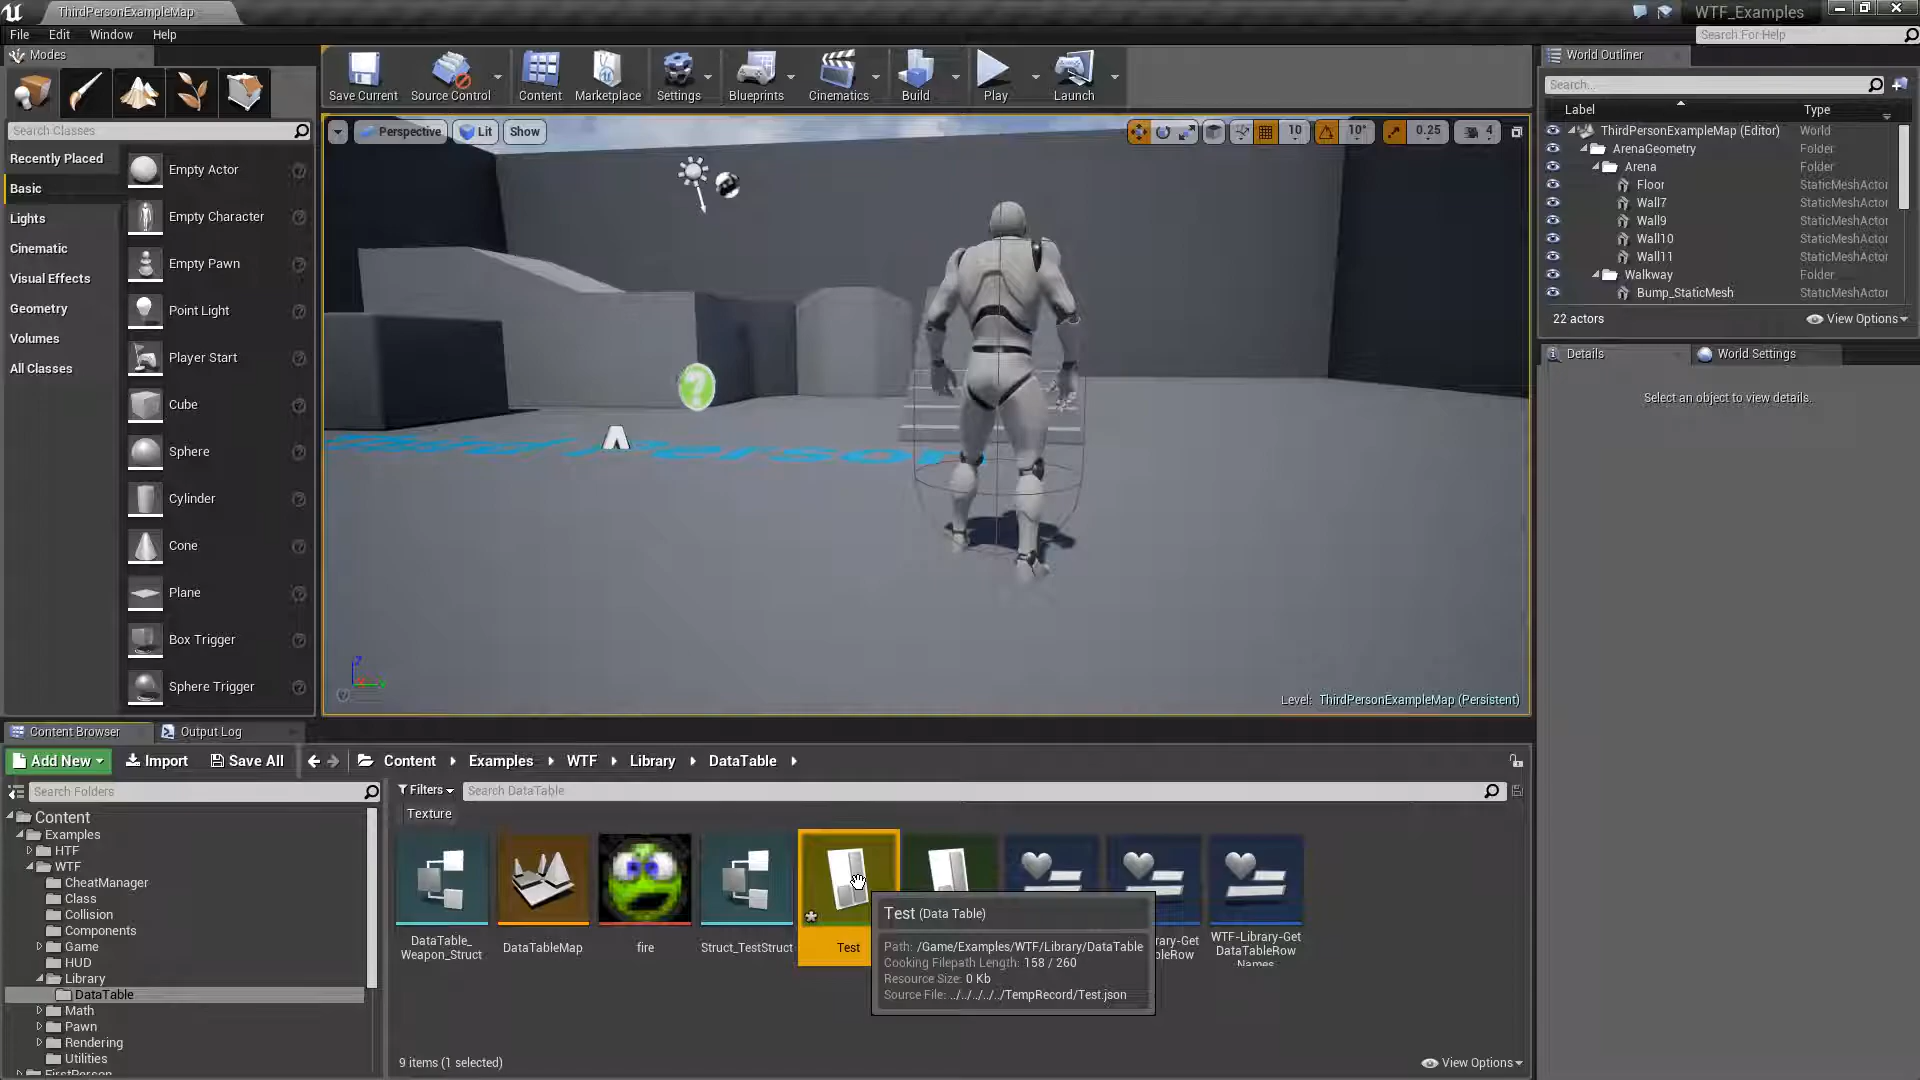 ThirdPersonExampleMap
WTF_Examples
File Edit Window Help
Search For Help
Modes
Save Current Source Control Content Marketplace Settings Blueprints Cinematics Build Play Launch
World Outliner
Search...
Label Type
ThirdPersonExampleMap (Editor) World
ArenaGeometry Folder
Arena Folder
Floor StaticMeshActor
Wall7 StaticMeshActor
Wall9 StaticMeshActor
Wall10 StaticMeshActor
Wall11 StaticMeshActor
Walkway Folder
Bump_StaticMesh StaticMeshActor
22 actors View Options
Details World Settings
Select an object to view details.
Search Classes
Recently Placed
Basic
Lights
Cinematic
Visual Effects
Geometry
Volumes
All Classes
Empty Actor
Empty Character
Empty Pawn
Point Light
Player Start
Cube
Sphere
Cylinder
Cone
Plane
Box Trigger
Sphere Trigger
Perspective Lit Show
10 10° 0.25 4
Level: ThirdPersonExampleMap (Persistent)
Content Browser Output Log
Add New Import Save All Content Examples WTF Library DataTable
Search Folders
Filters Search DataTable
Texture
Content
Examples
HTF
WTF
CheatManager
Class
Collision
Components
Game
HUD
Library
DataTable
Math
Pawn
Rendering
Utilities
FirstPerson
DataTable_
Weapon_Struct
DataTableMap
fire
Struct_TestStruct
Test
rary-Get
bleRow
WTF-Library-Get
DataTableRow
Names
Test (Data Table)
Path: /Game/Examples/WTF/Library/DataTable
Cooking Filepath Length: 158 / 260
Resource Size: 0 Kb
Source File: ../../../../../TempRecord/Test.json
9 items (1 selected)
View Options